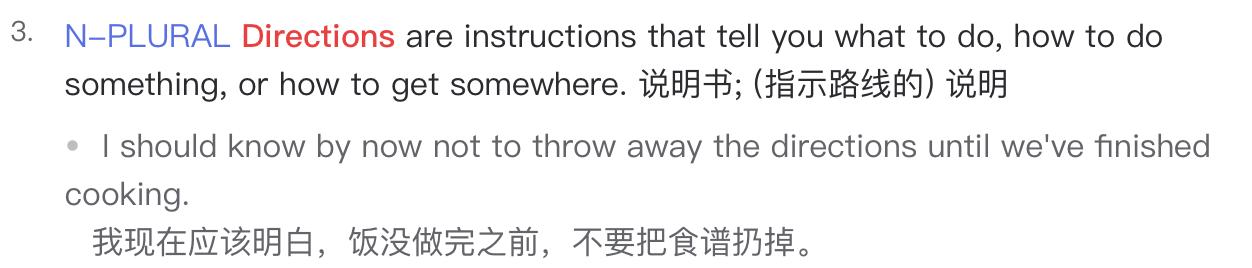 3. N-PLURAL Directions are instructions that tell you what to do, how to do
something, or how to get somewhere. 说明书; (指示路线的) 说明
• I should know by now not to throw away the directions until we've finished
cooking.
我现在应该明白，饭没做完之前，不要把食谱扔掉。